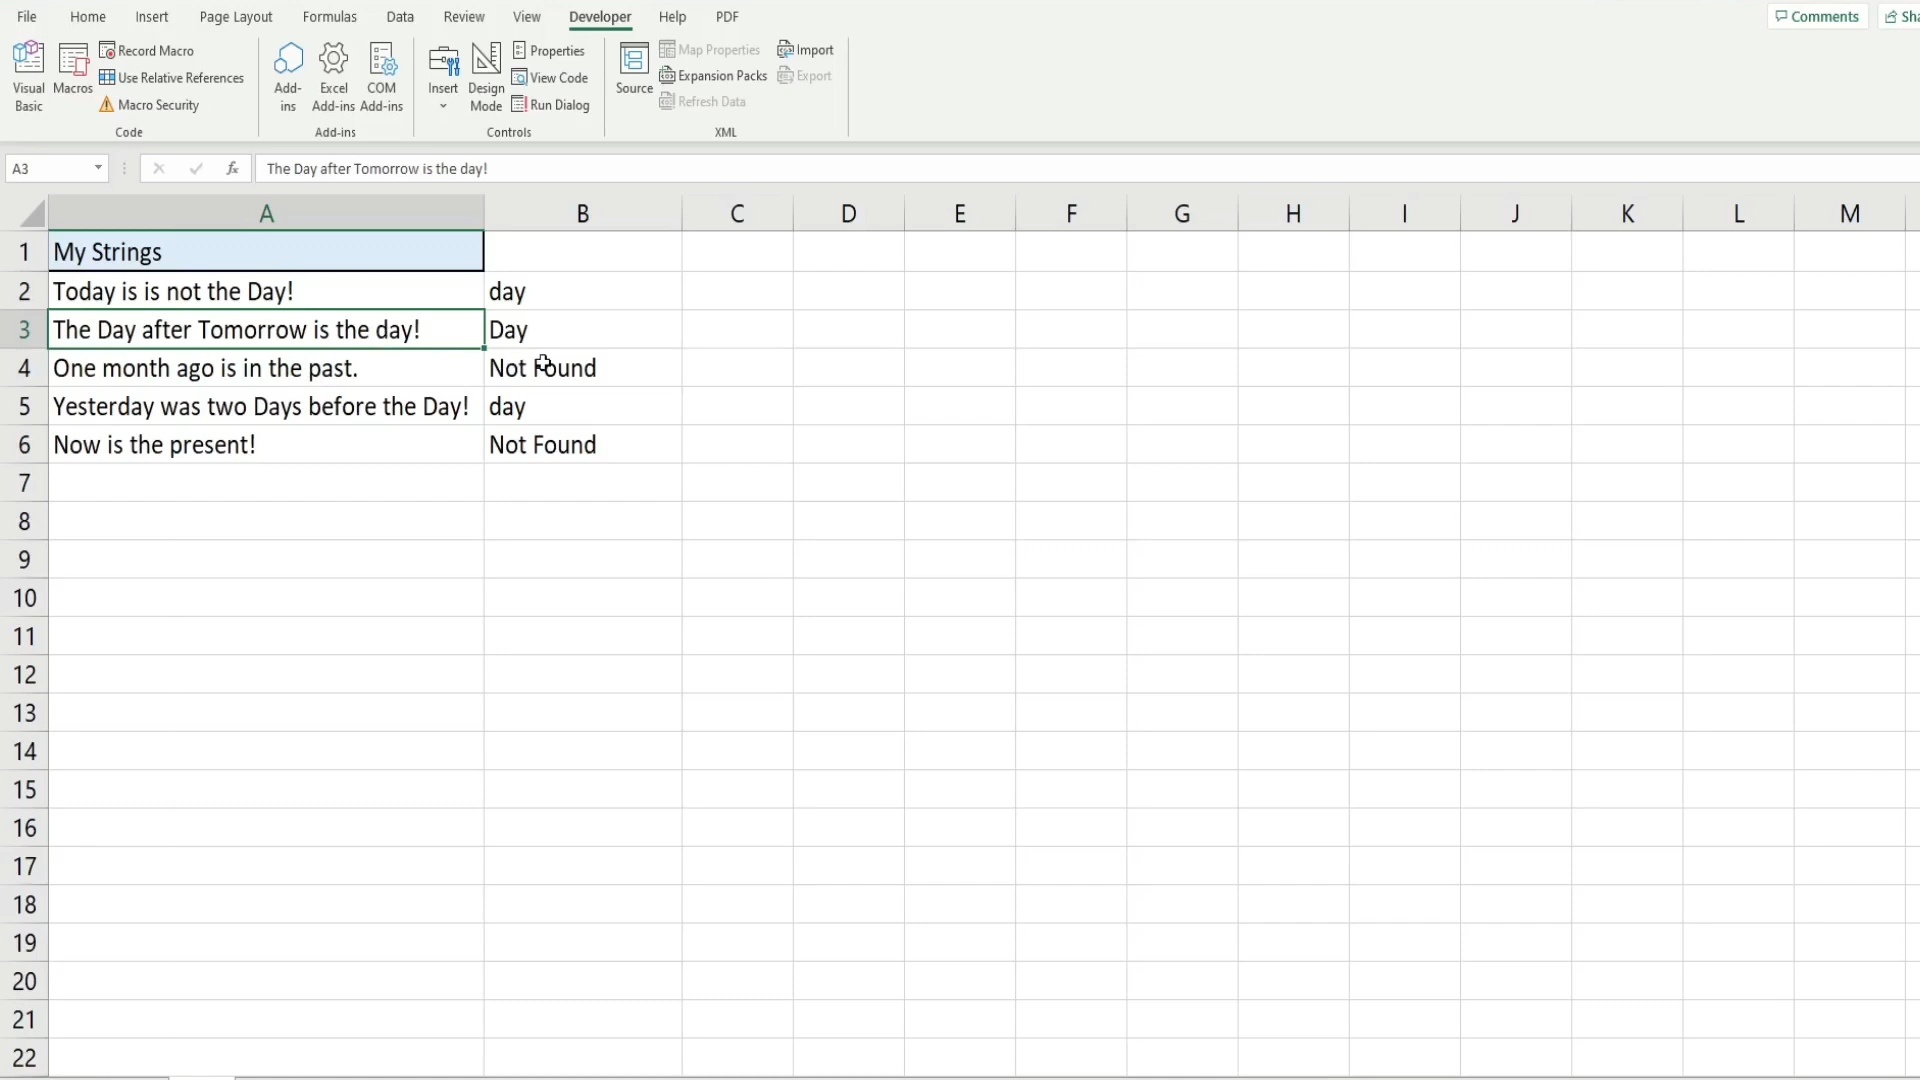 File Home Insert Page Layout Formulas Data Review View Developer Help PDF Comments
Visual Basic Macros Record Macro Use Relative References Macro Security Code
Add-ins Excel Add-ins COM Add-ins Add-ins
Insert Design Mode Properties View Code Run Dialog Controls
Source Map Properties Expansion Packs Refresh Data Import Export XML
A3 fx The Day after Tomorrow is the day!
A B C D E F G H I J K L M
1 My Strings
2 Today is is not the Day! day
3 The Day after Tomorrow is the day! Day
4 One month ago is in the past. Not Found
5 Yesterday was two Days before the Day! day
6 Now is the present! Not Found
7
8
9
10
11
12
13
14
15
16
17
18
19
20
21
22